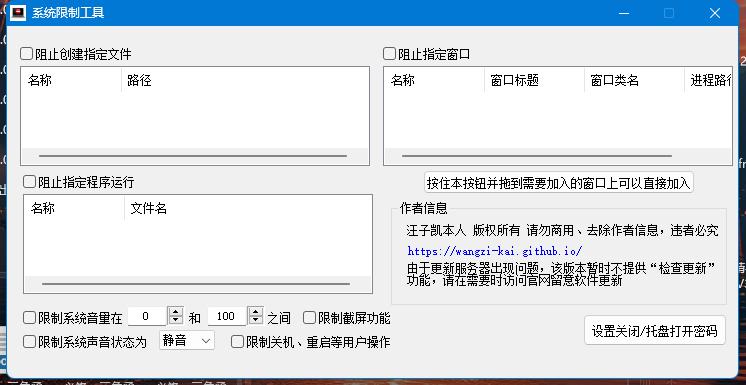 系统限制工具
阻止创建指定文件
名称 路径
阻止指定窗口
名称 窗口标题 窗口类名 进程路径
按住本按钮并拖到需要加入的窗口上可以直接加入
阻止指定程序运行
名称 文件名
作者信息
汪子凯本人 版权所有 请勿商用、去除作者信息，违者必究
https://wangzi-kai.github.io/
由于更新服务器出现问题，该版本暂时不提供“检查更新”
功能，请在需要时访问官网留意软件更新
限制系统音量在 0 和 100 之间 限制截屏功能
限制系统声音状态为 静音 限制关机、重启等用户操作
设置关闭/托盘打开密码